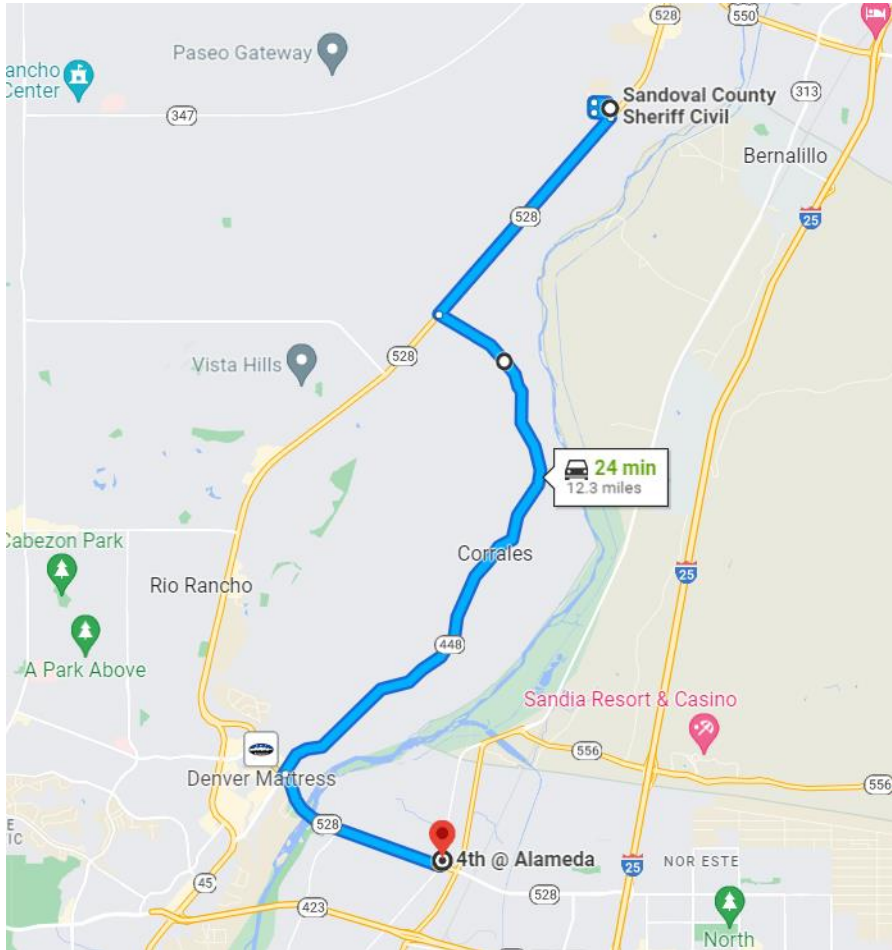 528
550
Paseo Gateway
ancho
Center
347
Sandoval County
Sheriff Civil
313
Bernalillo
528
25
528
Vista Hills
24 min
12.3 miles
Cabezon Park
Corrales
25
Rio Rancho
448
A Park Above
Sandia Resort & Casino
556
556
Denver Mattress
528
E
TIC
4th @ Alameda
25
NOR ESTE
45
528
423
North